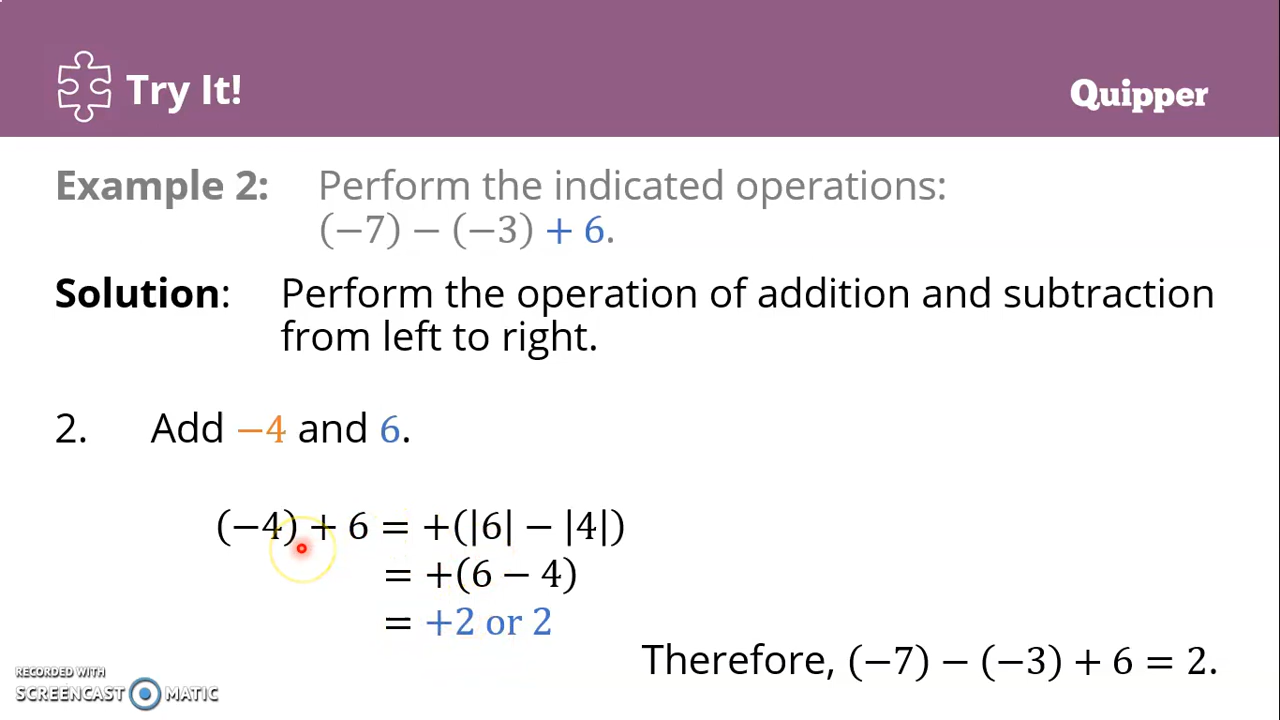 Try It!
Quipper
Example 2: Perform the indicated operations:
(−7) − (−3) + 6.
Solution: Perform the operation of addition and subtraction
from left to right.
2. Add −4 and 6.
(−4) + 6 = +(|6| − |4|)
= +(6 − 4)
= +2 or 2
Therefore, (−7) − (−3) + 6 = 2.
RECORDED WITH
SCREENCAST MATIC